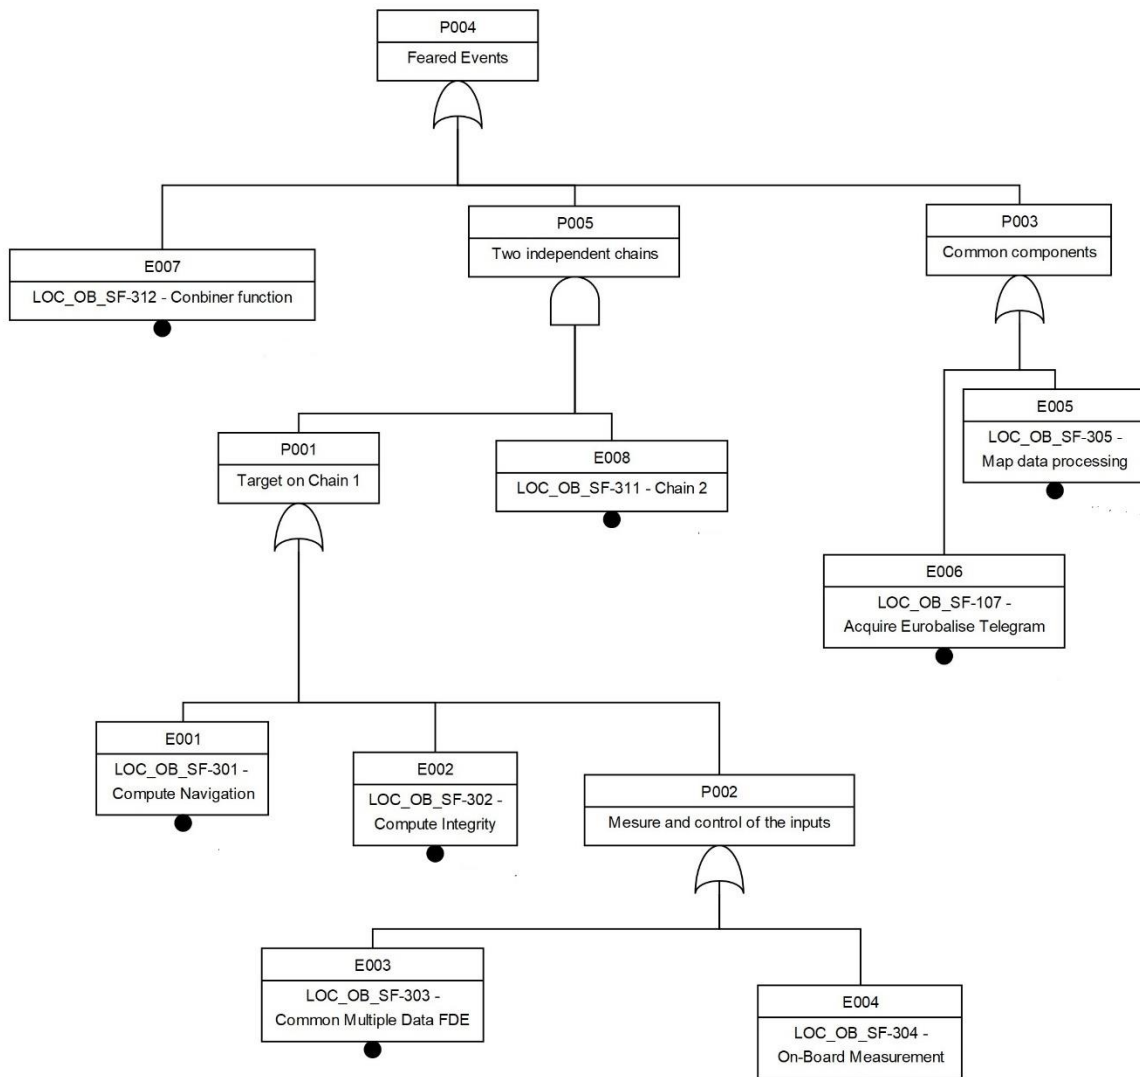 P004
Feared Events
P005
Two independent chains
P003
Common components
E007
LOC_OB_SF-312 - Conbiner function
E005
LOC_OB_SF-305 -
Map data processing
P001
Target on Chain 1
E008
LOC_OB_SF-311 - Chain 2
E006
LOC_OB_SF-107 -
Acquire Eurobalise Telegram
E001
LOC_OB_SF-301 -
Compute Navigation
E002
LOC_OB_SF-302 -
Compute Integrity
P002
Mesure and control of the inputs
E003
LOC_OB_SF-303 -
Common Multiple Data FDE
E004
LOC_OB_SF-304 -
On-Board Measurement